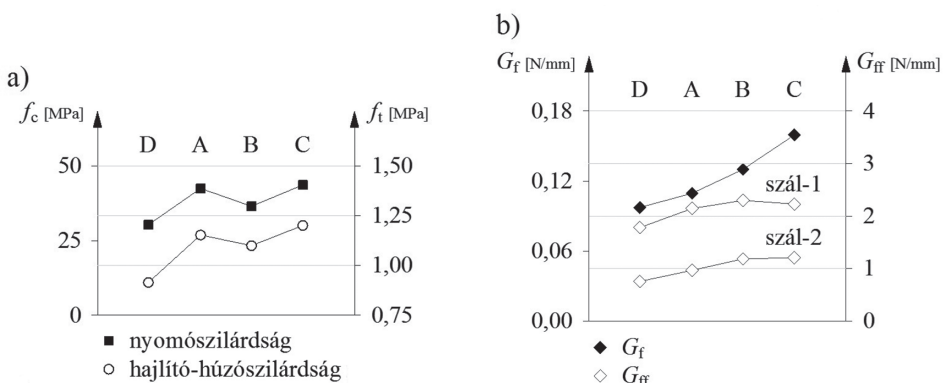 a)
fc [MPa]
ft [MPa]
D A B C
50
25
0
1,50
1,25
1,00
0,75
nyomószilárdság
hajlító-húzószilárdság
b)
Gf [N/mm]
Gff [N/mm]
D A B C
0,18
0,12
0,06
0,00
4
3
2
1
0
szál-1
szál-2
Gf
Gff